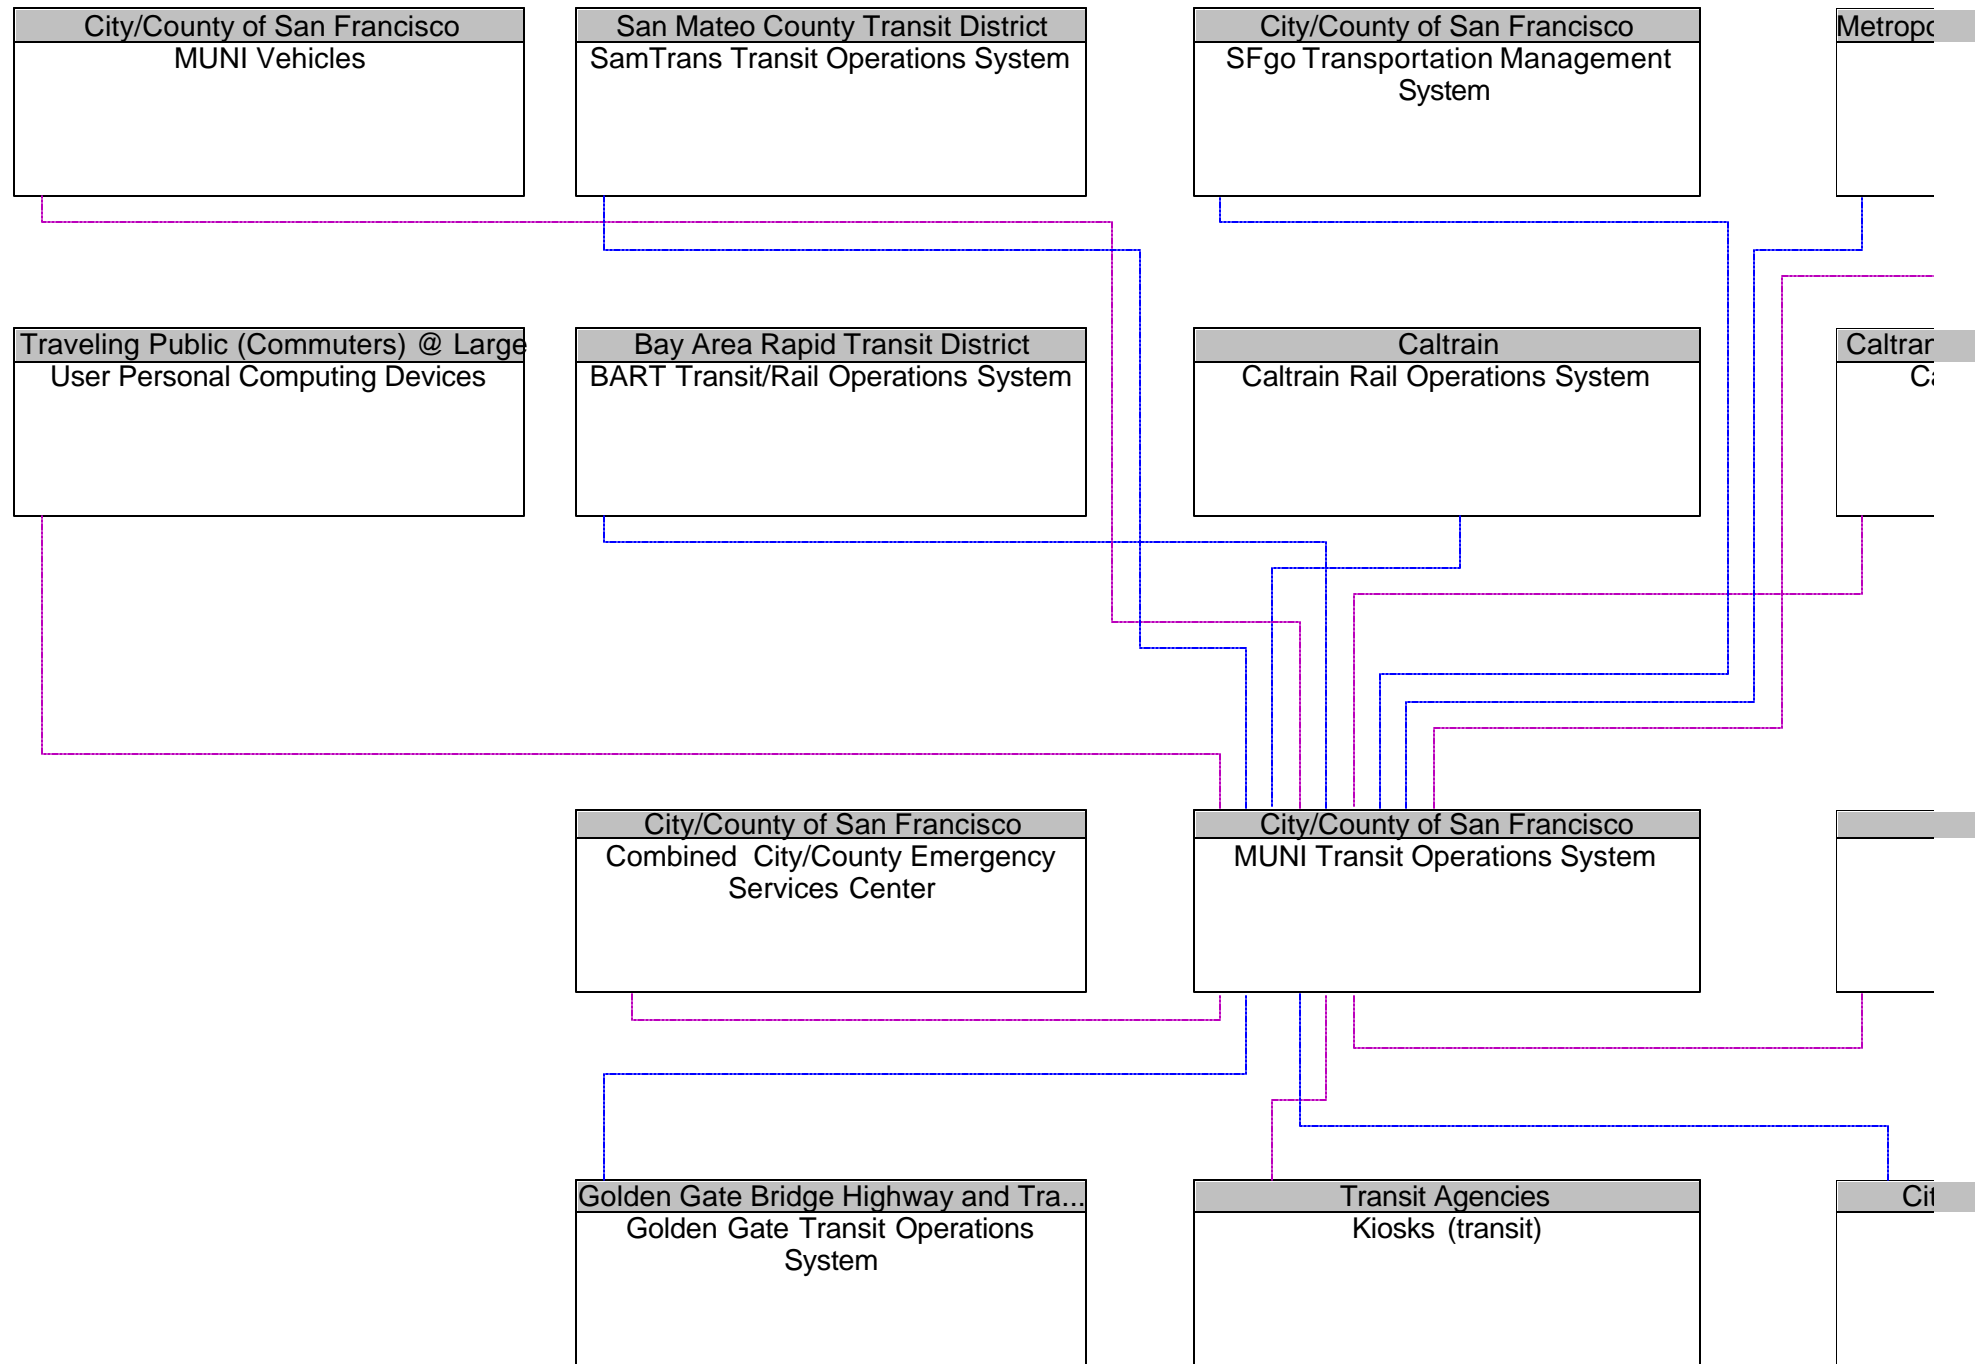 City/County of San Francisco
MUNI Vehicles
San Mateo County Transit District
SamTrans Transit Operations System
City/County of San Francisco
SFgo Transportation Management
System
Metropo
Traveling Public (Commuters) @ Large
User Personal Computing Devices
Bay Area Rapid Transit District
BART Transit/Rail Operations System
Caltrain
Caltrain Rail Operations System
Caltran
City/County of San Francisco
Combined City/County Emergency
Services Center
City/County of San Francisco
MUNI Transit Operations System
Golden Gate Bridge Highway and Tra...
Golden Gate Transit Operations
System
Transit Agencies
Kiosks (transit)
Cit